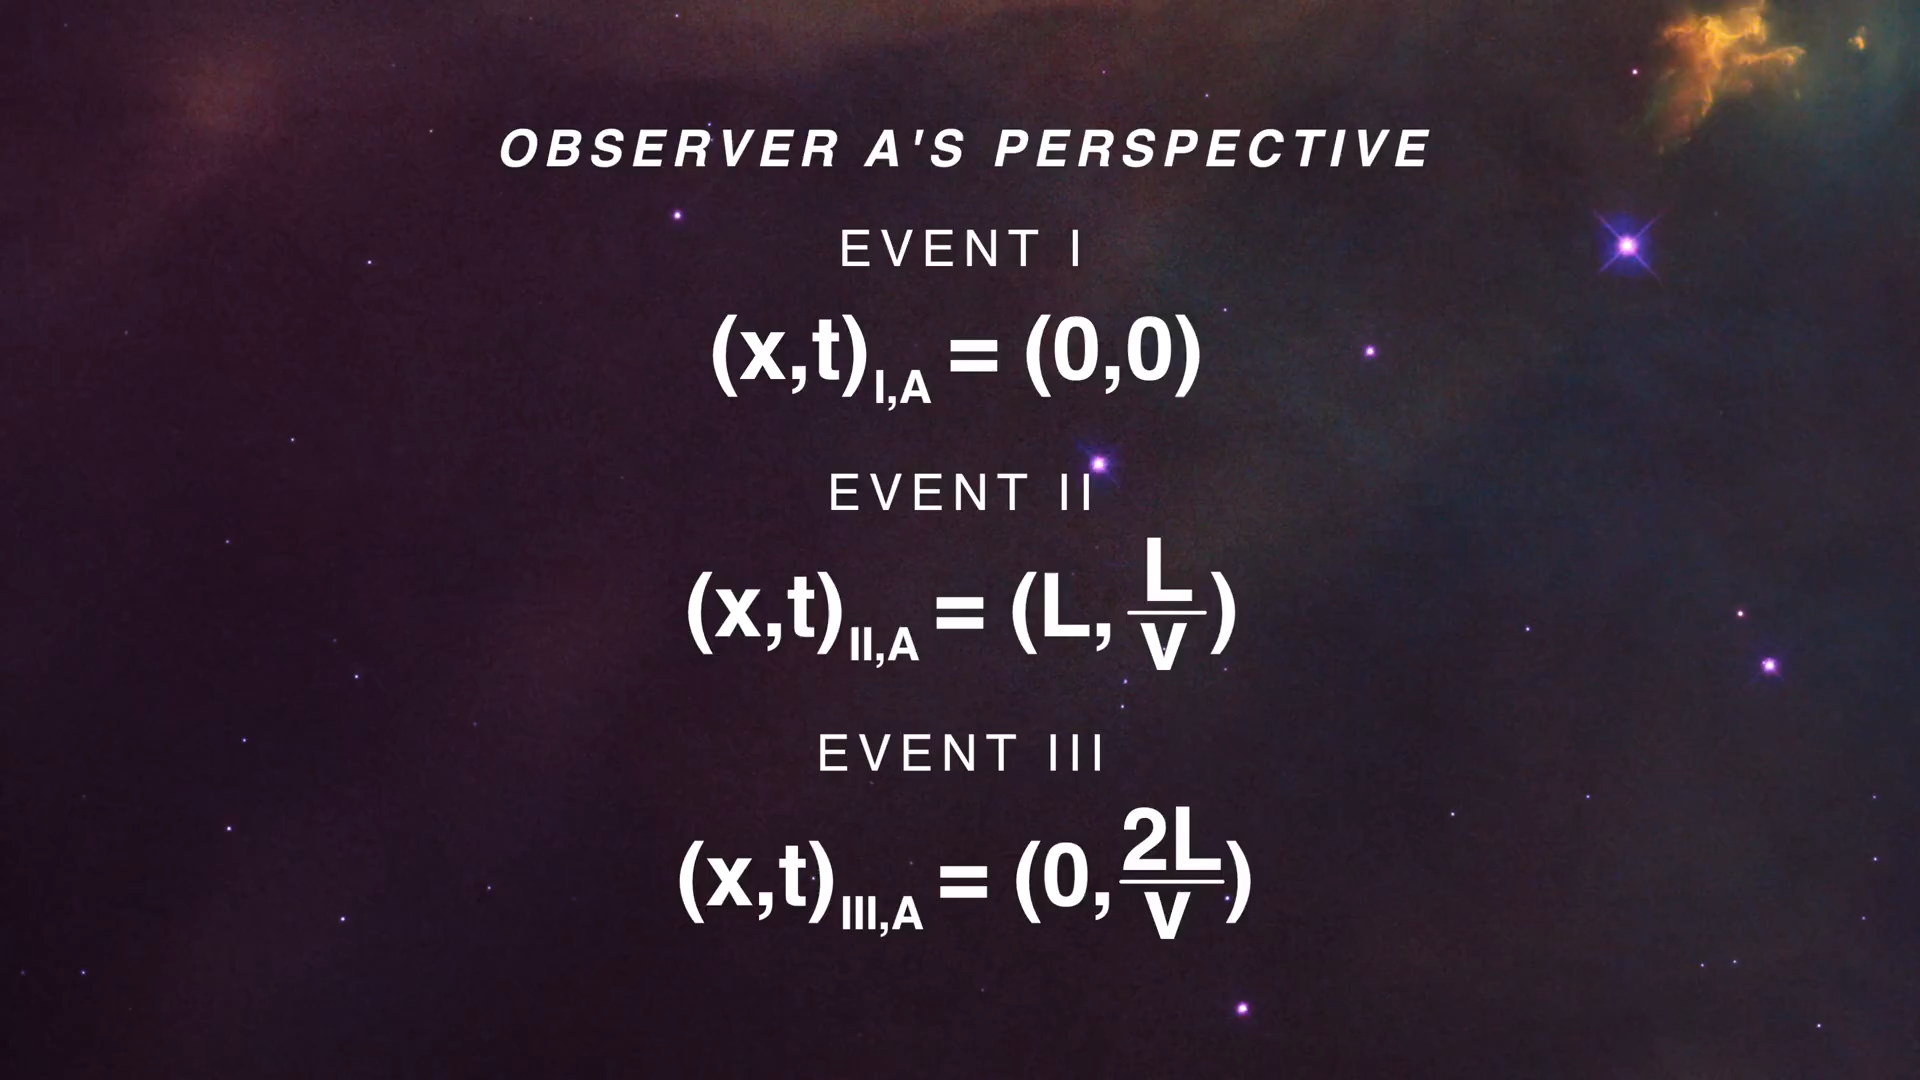 OBSERVER A'S PERSPECTIVE
EVENT I
(x,t)I,A = (0,0)
EVENT II
(x,t)II,A = (L, L/v)
EVENT III
(x,t)III,A = (0, 2L/v)